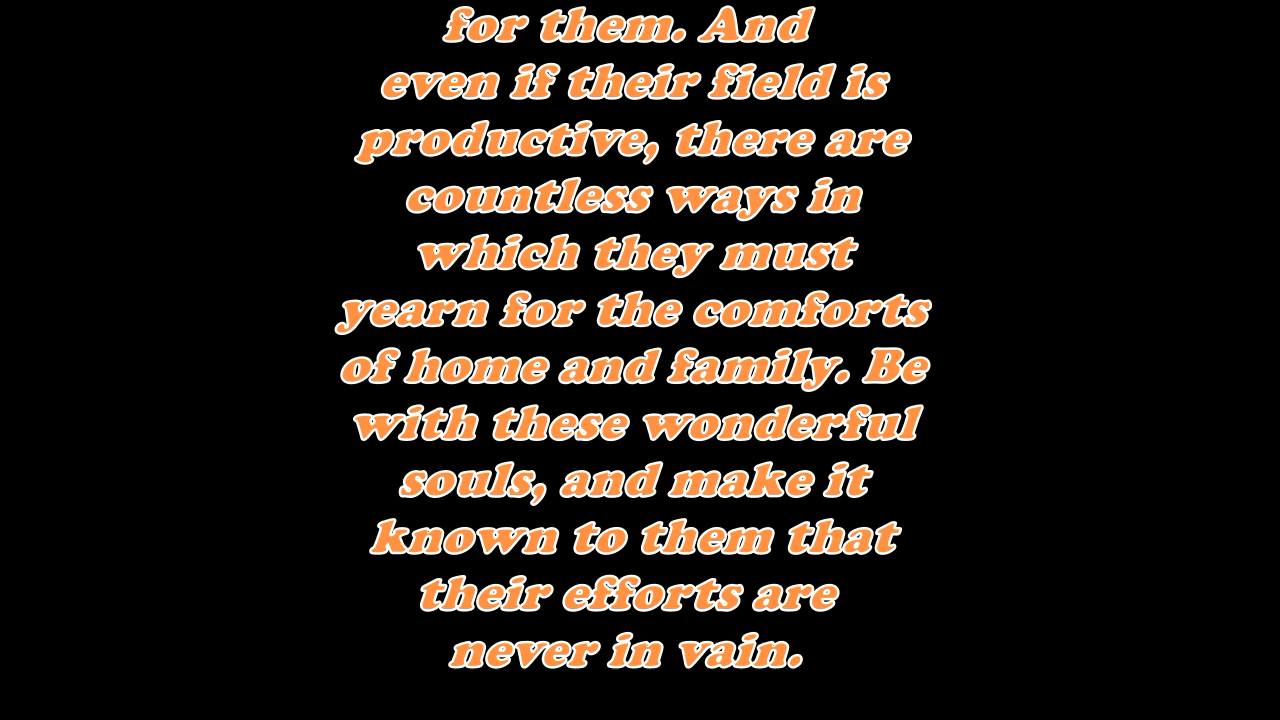 for them. And
even if their field is
productive, there are
countless ways in
which they must
yearn for the comforts
of home and family. Be
with these wonderful
souls, and make it
known to them that
their efforts are
never in vain.